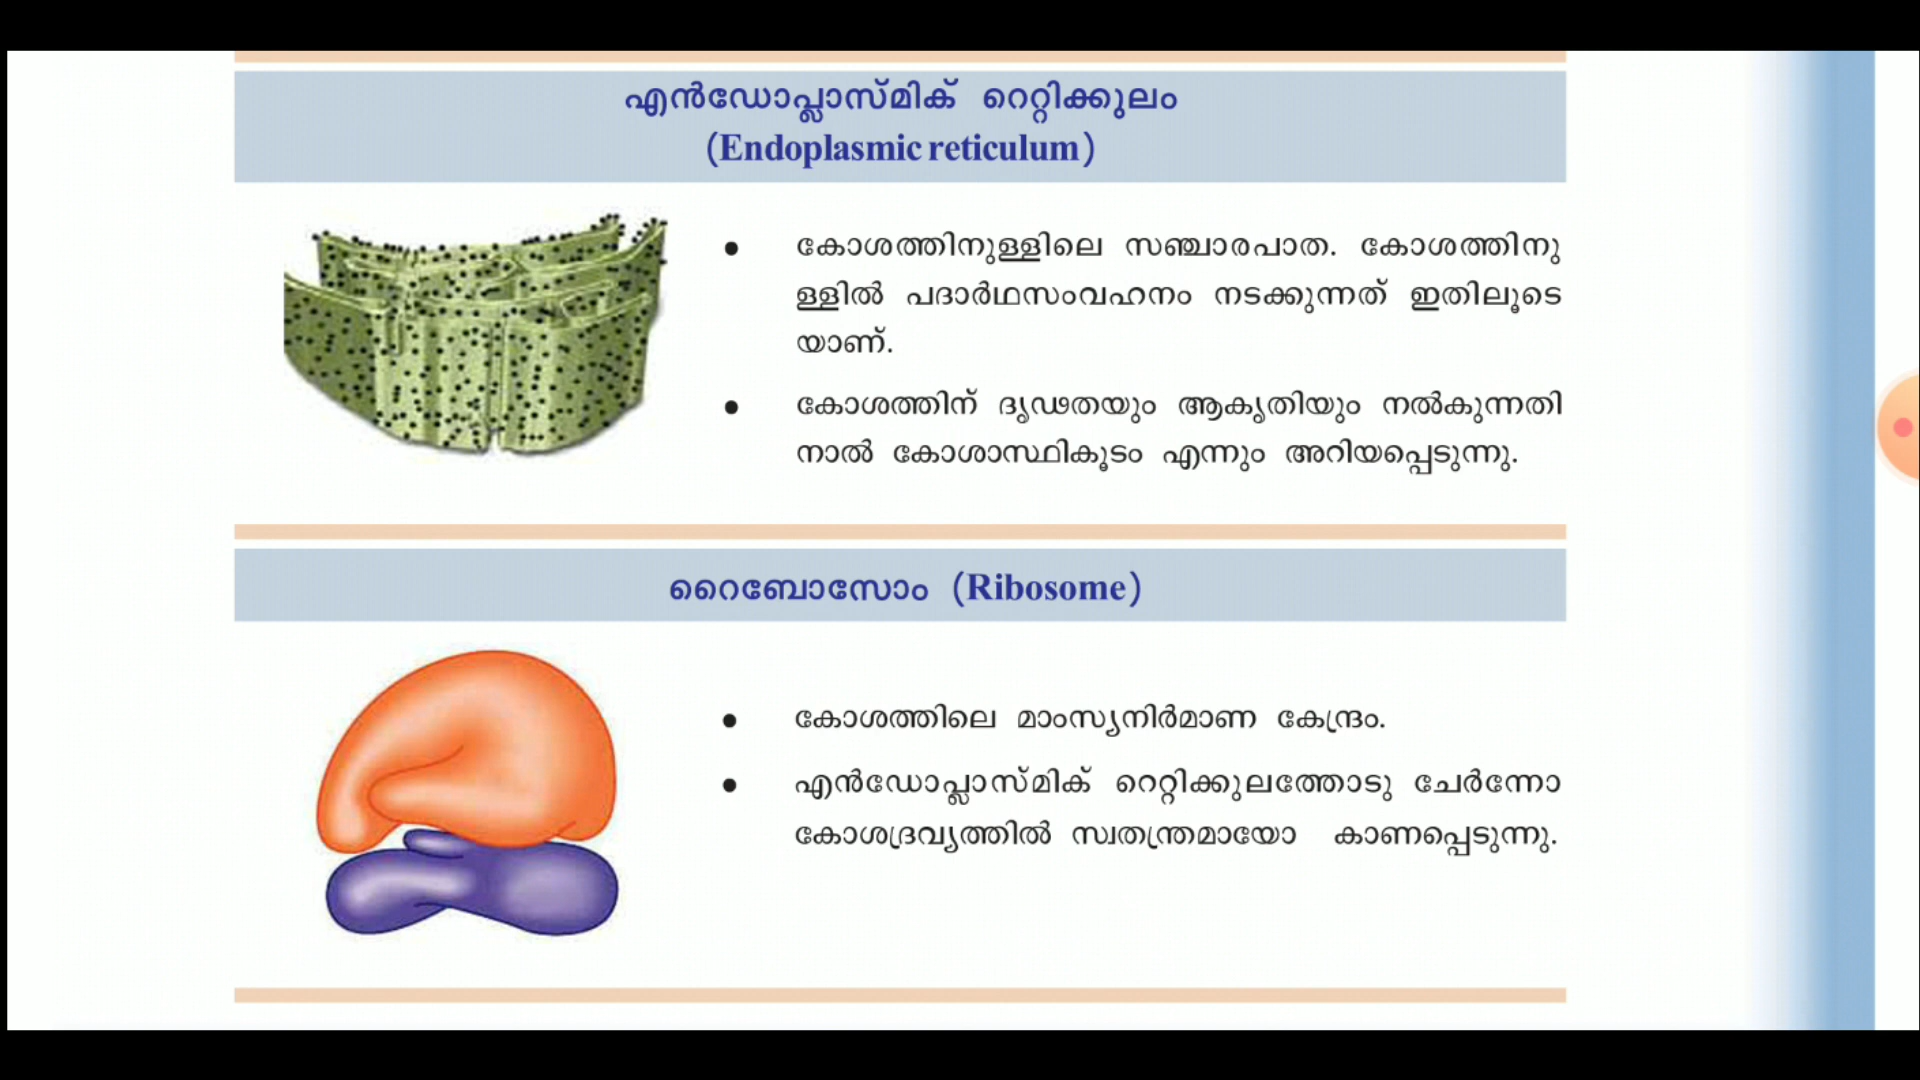 എൻഡോപ്ലാസ്മിക് റെറ്റിക്കുലം
(Endoplasmic reticulum)
• കോശത്തിനുള്ളിലെ സഞ്ചാരപാത. കോശത്തിനു
ള്ളിൽ പദാർഥസംവഹനം നടക്കുന്നത് ഇതിലൂടെ
യാണ്.
• കോശത്തിന് ദൃഢതയും ആകൃതിയും നൽകുന്നതി
നാൽ കോശാസ്ഥികൂടം എന്നും അറിയപ്പെടുന്നു.
റൈബോസോം (Ribosome)
• കോശത്തിലെ മാംസ്യനിർമാണ കേന്ദ്രം.
• എൻഡോപ്ലാസ്മിക് റെറ്റിക്കുലത്തോടു ചേർന്നോ
കോശദ്രവ്യത്തിൽ സ്വതന്ത്രമായോ കാണപ്പെടുന്നു.